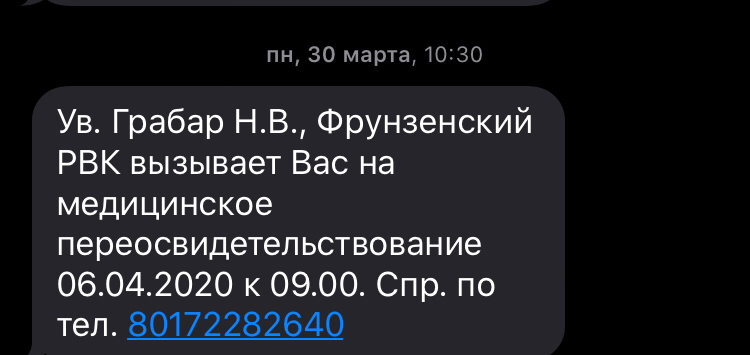 пн, 30 марта, 10:30
Ув. Грабар Н.В., Фрунзенский
РВК вызывает Вас на
медицинское
переосвидетельствование
06.04.2020 к 09.00. Спр. по
тел. 80172282640